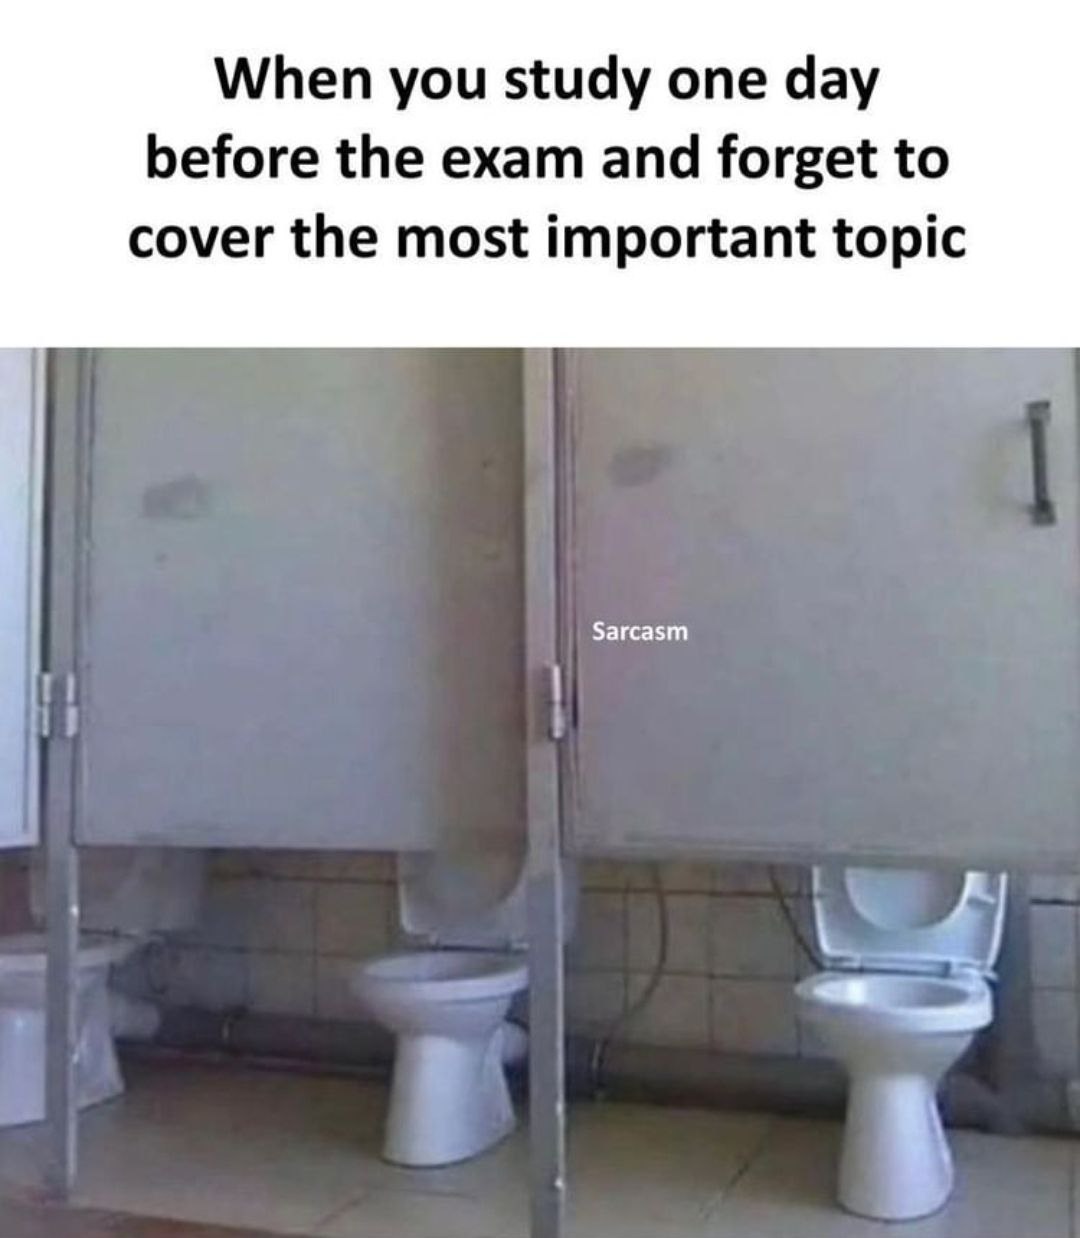 When you study one day
before the exam and forget to
cover the most important topic
Sarcasm